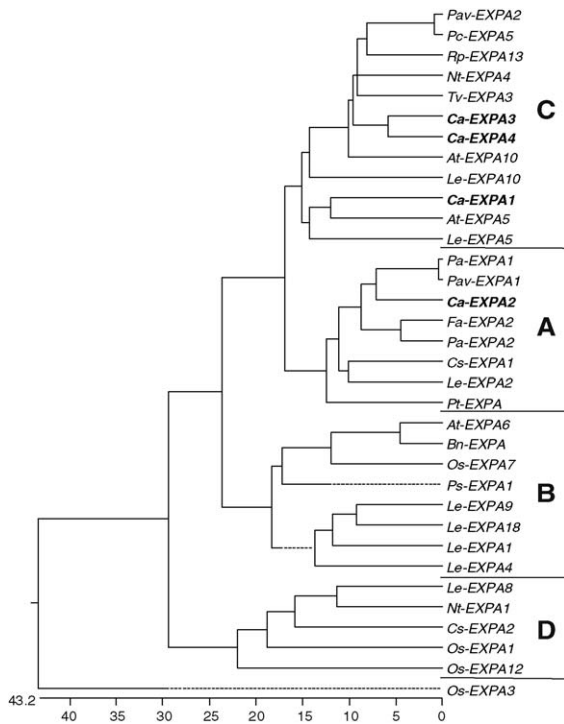 Pav-EXPA2
Pc-EXPA5
Rp-EXPA13
Nt-EXPA4
Tv-EXPA3
Ca-EXPA3
Ca-EXPA4
At-EXPA10
Le-EXPA10
Ca-EXPA1
At-EXPA5
Le-EXPA5
C
Pa-EXPA1
Pav-EXPA1
Ca-EXPA2
Fa-EXPA2
Pa-EXPA2
Cs-EXPA1
Le-EXPA2
Pt-EXPA
A
At-EXPA6
Bn-EXPA
Os-EXPA7
Ps-EXPA1
Le-EXPA9
Le-EXPA18
Le-EXPA1
Le-EXPA4
B
Le-EXPA8
Nt-EXPA1
Cs-EXPA2
Os-EXPA1
Os-EXPA12
D
Os-EXPA3
43.2
40 35 30 25 20 15 10 5 0